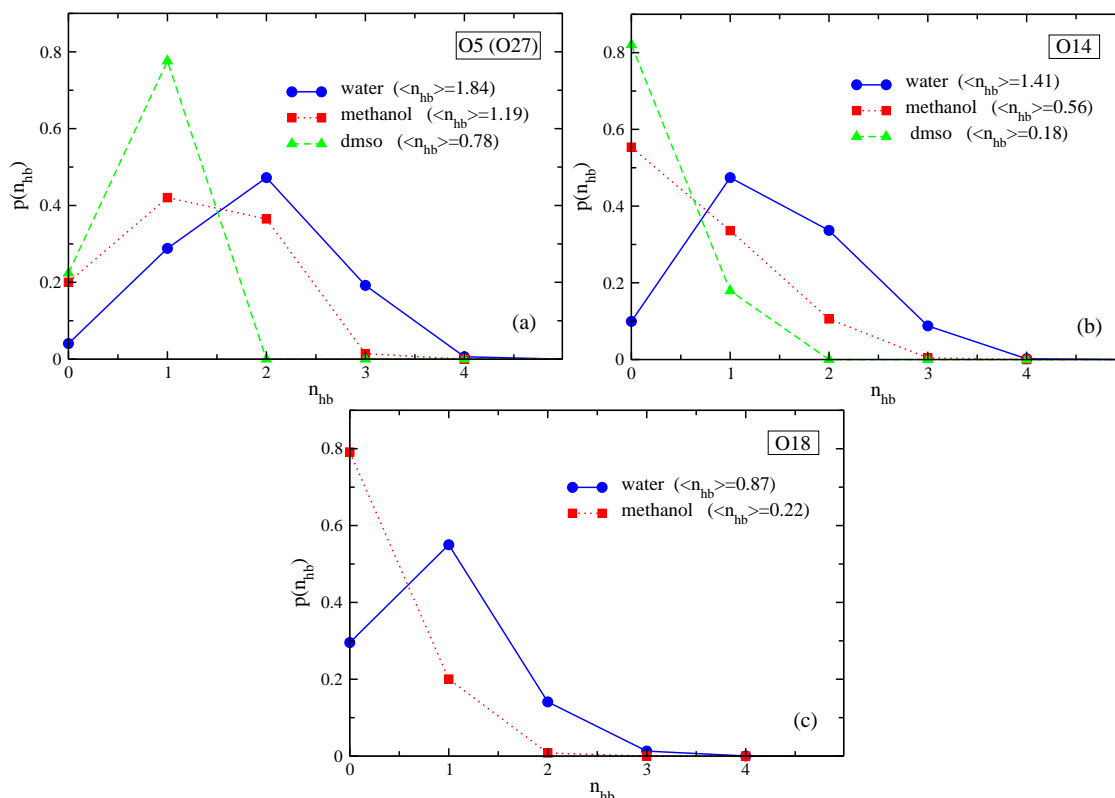 O5 (O27)
water (<n_hb>=1.84)
methanol (<n_hb>=1.19)
dmso (<n_hb>=0.78)
p(n_hb)
0.8
0.6
0.4
0.2
0
(a)
0 1 2 3 4
n_hb
O14
water (<n_hb>=1.41)
methanol (<n_hb>=0.56)
dmso (<n_hb>=0.18)
p(n_hb)
0.8
0.6
0.4
0.2
0
(b)
0 1 2 3 4
n_hb
O18
water (<n_hb>=0.87)
methanol (<n_hb>=0.22)
p(n_hb)
0.8
0.6
0.4
0.2
0
(c)
0 1 2 3 4
n_hb